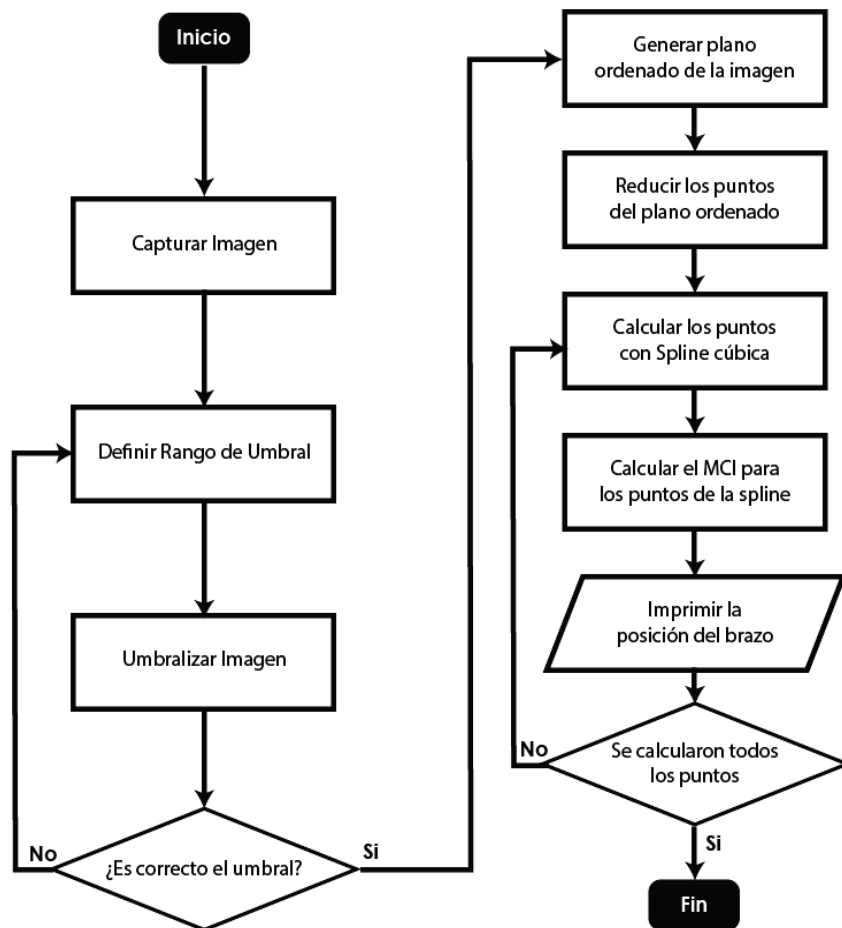 Inicio
Capturar Imagen
Definir Rango de Umbral
Umbralizar Imagen
¿Es correcto el umbral?
No
Si
Generar plano
ordenado de la imagen
Reducir los puntos
del plano ordenado
Calcular los puntos
con Spline cúbica
Calcular el MCI para
los puntos de la spline
Imprimir la
posición del brazo
Se calcularon todos
los puntos
No
Si
Fin